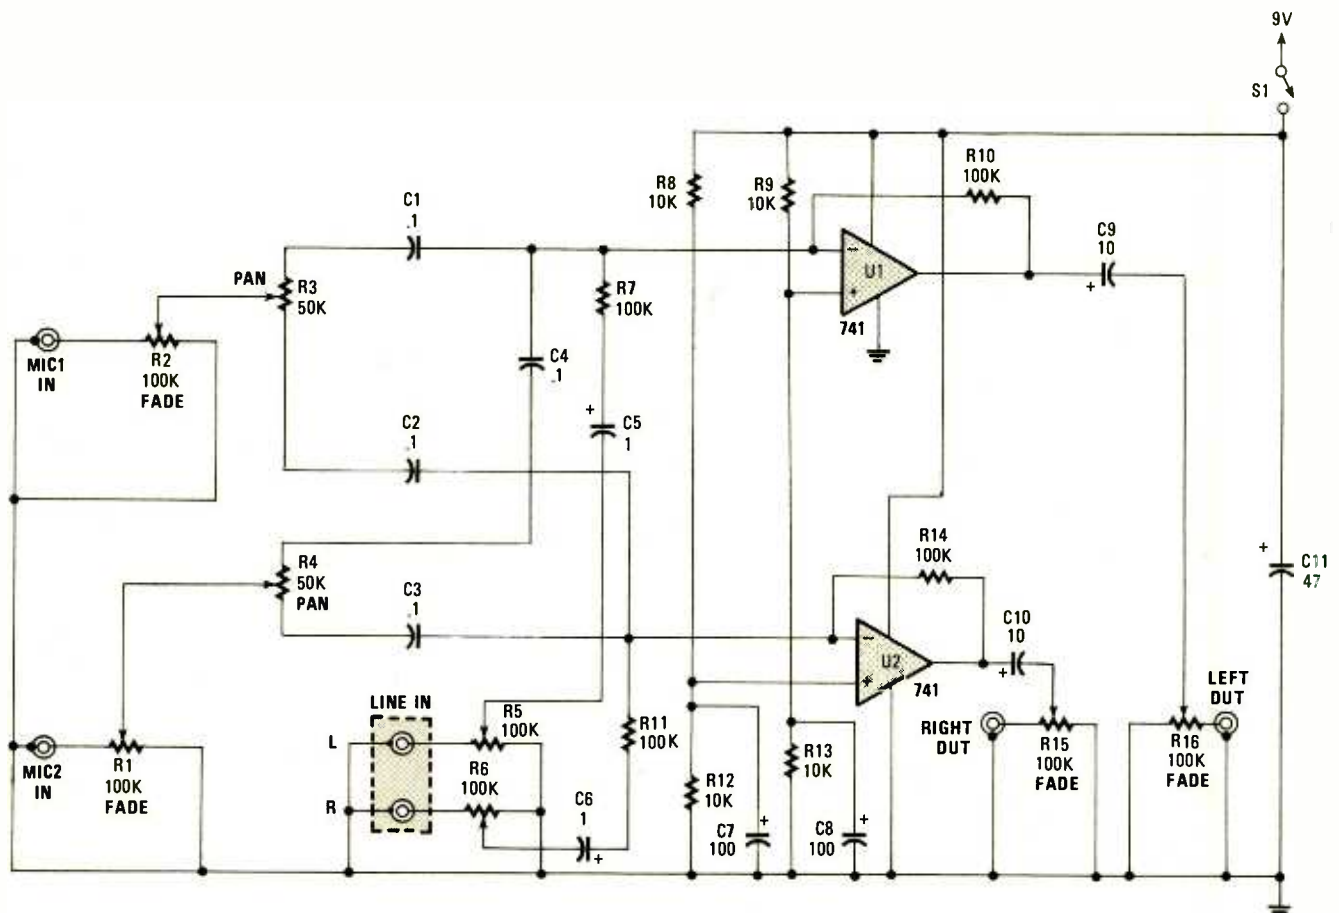 9V
S1
R10
100K
R8
10K
R9
10K
C1
.1
C9
10
PAN
R3
50K
R7
100K
−
U1
+
741
+
MIC1
IN
R2
100K
FADE
C4
.1
C2
.1
+
C5
1
R14
100K
+
C11
47
R4
50K
PAN
C3
.1
C10
10
−
U2
+
741
+
LINE IN
L
R
R5
100K
R6
100K
R11
100K
RIGHT
DUT
LEFT
DUT
MIC2
IN
R1
100K
FADE
R12
10K
R13
10K
R15
100K
FADE
R16
100K
FADE
C6
1
+
C7
100
+
C8
100
+